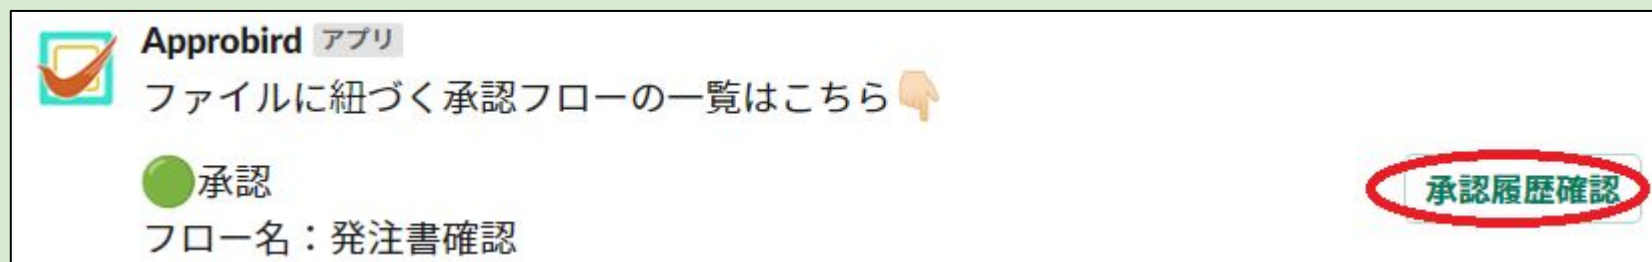 Approbird アプリ
ファイルに紐づく承認フローの一覧はこちら👇🏻
🟢承認
承認履歴確認
フロー名：発注書確認